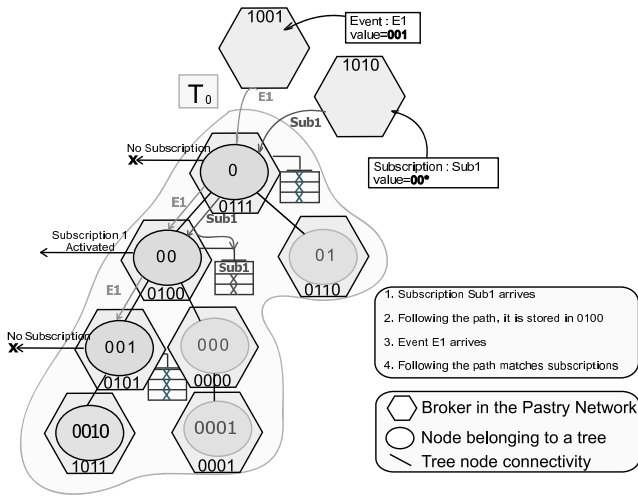 1001
Event : E1
value=001
1010
T0
E1
Sub1
No Subscription
X
0
0111
Subscription : Sub1
value=00*
E1
Sub1
Subscription 1
Activated
00
0100
Sub1
01
0110
E1
No Subscription
X
001
0101
000
0000
0010
1011
0001
0001
1. Subscription Sub1 arrives
2. Following the path, it is stored in 0100
3. Event E1 arrives
4. Following the path matches subscriptions
Broker in the Pastry Network
Node belonging to a tree
Tree node connectivity